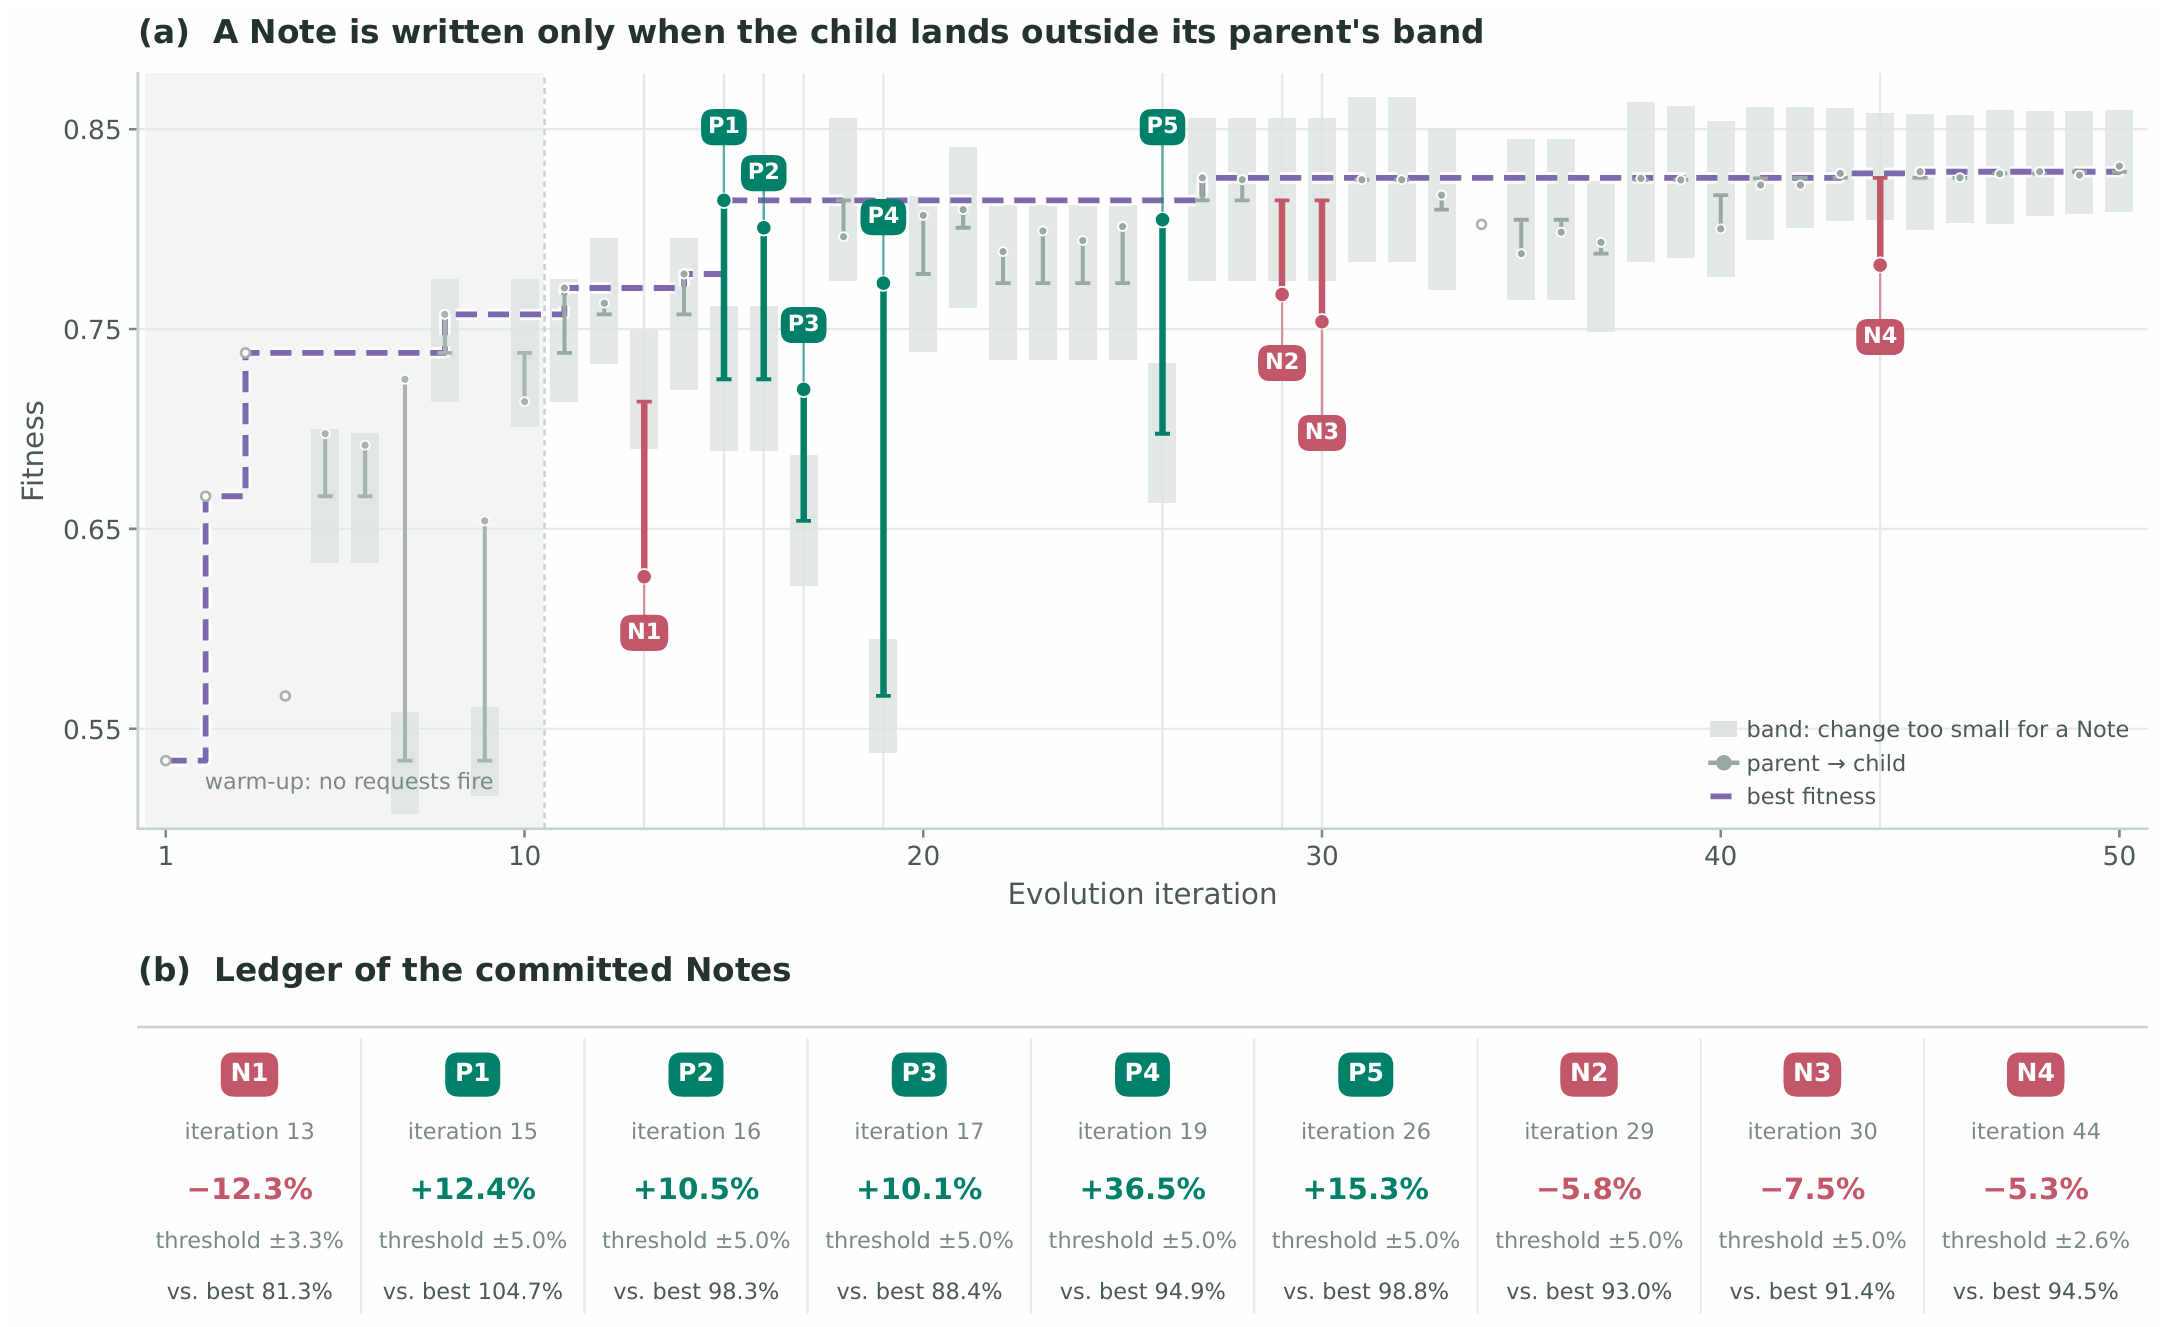 (a) A Note is written only when the child lands outside its parent's band
Fitness
0.85
0.75
0.65
0.55
P1
P2
P3
P4
P5
N1
N2
N3
N4
warm-up: no requests fire
band: change too small for a Note
parent → child
best fitness
1 10 20 30 40 50
Evolution iteration
(b) Ledger of the committed Notes
N1 P1 P2 P3 P4 P5 N2 N3 N4
iteration 13 iteration 15 iteration 16 iteration 17 iteration 19 iteration 26 iteration 29 iteration 30 iteration 44
−12.3% +12.4% +10.5% +10.1% +36.5% +15.3% −5.8% −7.5% −5.3%
threshold ±3.3% threshold ±5.0% threshold ±5.0% threshold ±5.0% threshold ±5.0% threshold ±5.0% threshold ±5.0% threshold ±5.0% threshold ±2.6%
vs. best 81.3% vs. best 104.7% vs. best 98.3% vs. best 88.4% vs. best 94.9% vs. best 98.8% vs. best 93.0% vs. best 91.4% vs. best 94.5%